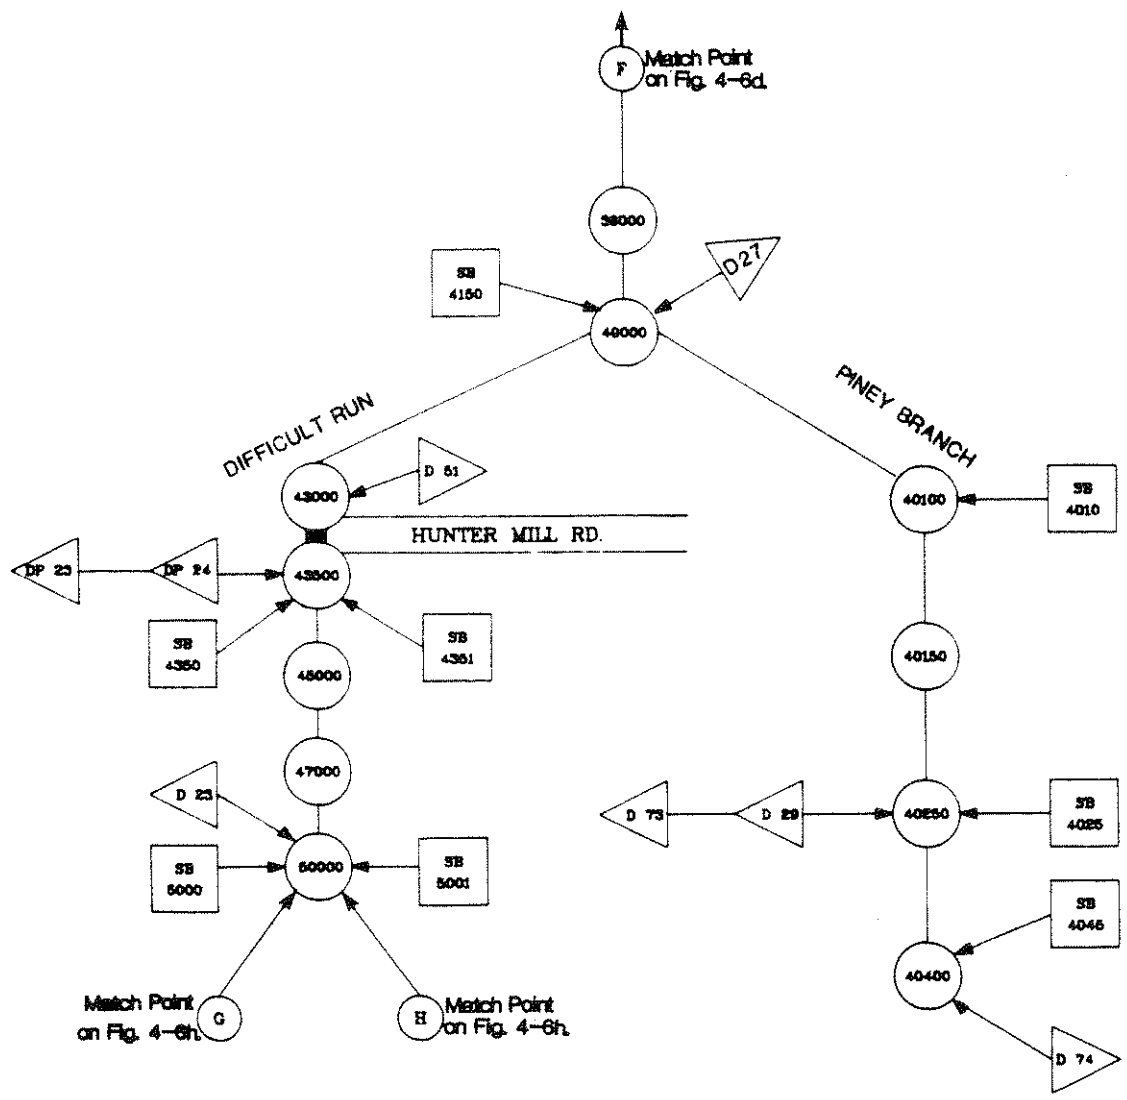 F
Match Point
on Fig. 4-6d.
38000
SB
4150
D 27
40000
DIFFICULT RUN
PINEY BRANCH
43000
D 51
40100
SB
4010
HUNTER MILL RD.
DP 23
DP 24
43500
SB
4350
SB
4351
40150
45000
47000
D 23
D 73
D 29
40250
SB
4025
SB
5000
50000
SB
5001
SB
4045
40400
Match Point
on Fig. 4-6h.
G
H
Match Point
on Fig. 4-6h.
D 74